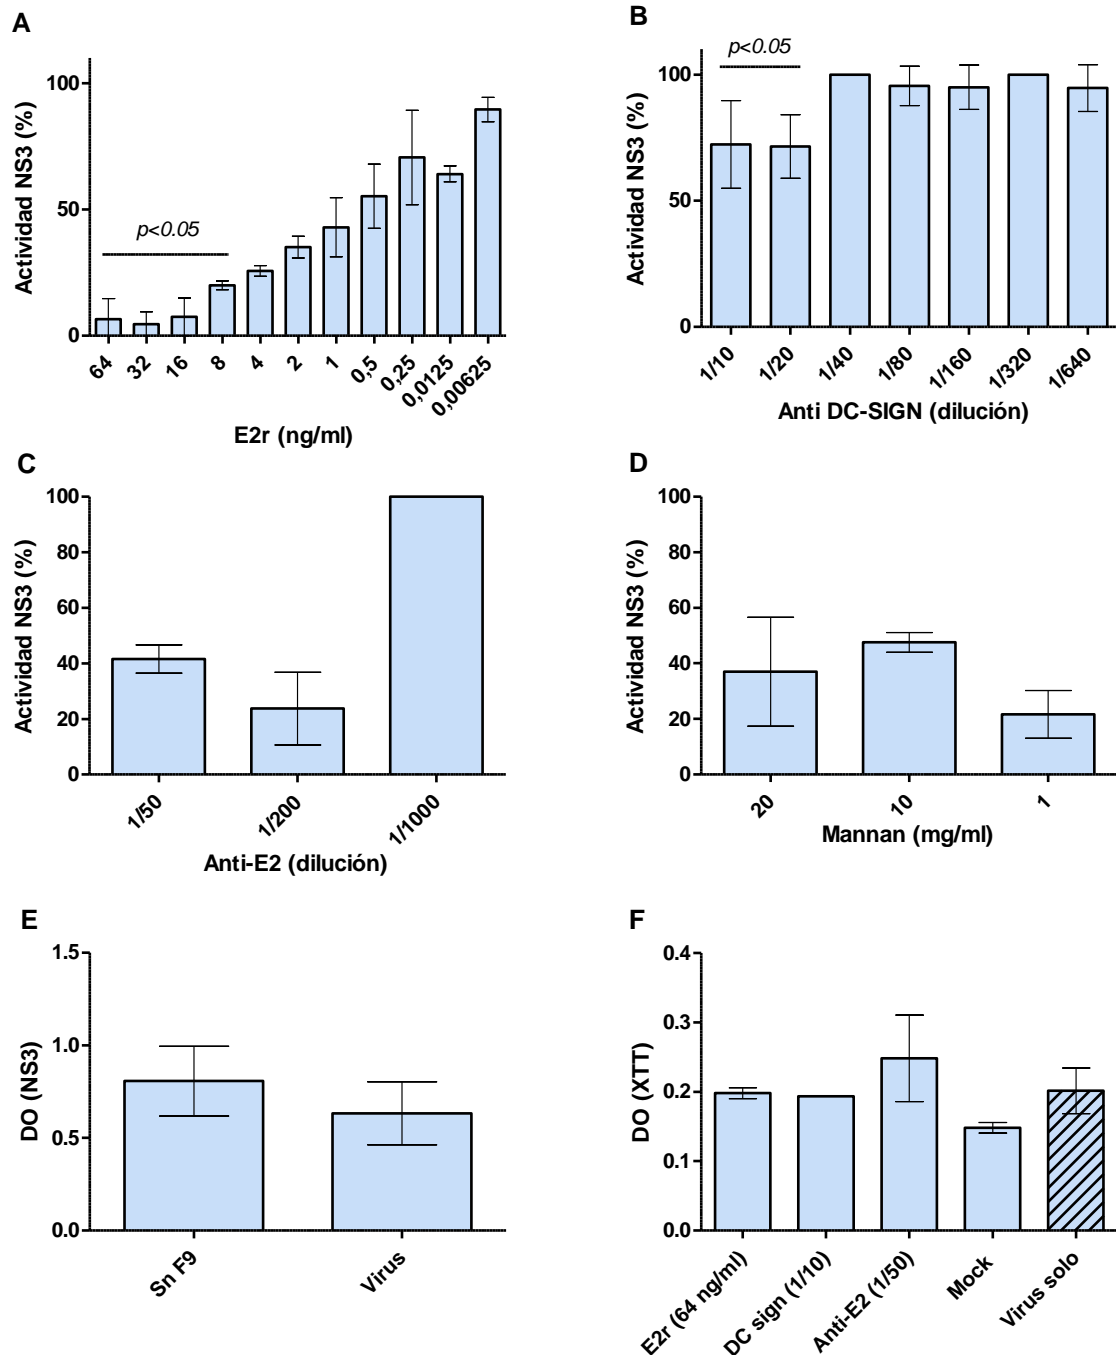 A
Actividad NS3 (%)
100
50
0
p<0.05
64
32
16
8
4
2
1
0,5
0,25
0,0125
0,00625
E2r (ng/ml)
B
Actividad NS3 (%)
100
50
0
p<0.05
1/10
1/20
1/40
1/80
1/160
1/320
1/640
Anti DC-SIGN (dilución)
C
Actividad NS3 (%)
100
80
60
40
20
0
1/50
1/200
1/1000
Anti-E2 (dilución)
D
Actividad NS3 (%)
100
80
60
40
20
0
20
10
1
Mannan (mg/ml)
E
DO (NS3)
1.5
1.0
0.5
0.0
Sn F9
Virus
F
DO (XTT)
0.4
0.3
0.2
0.1
0.0
E2r (64 ng/ml)
DC sign (1/10)
Anti-E2 (1/50)
Mock
Virus solo